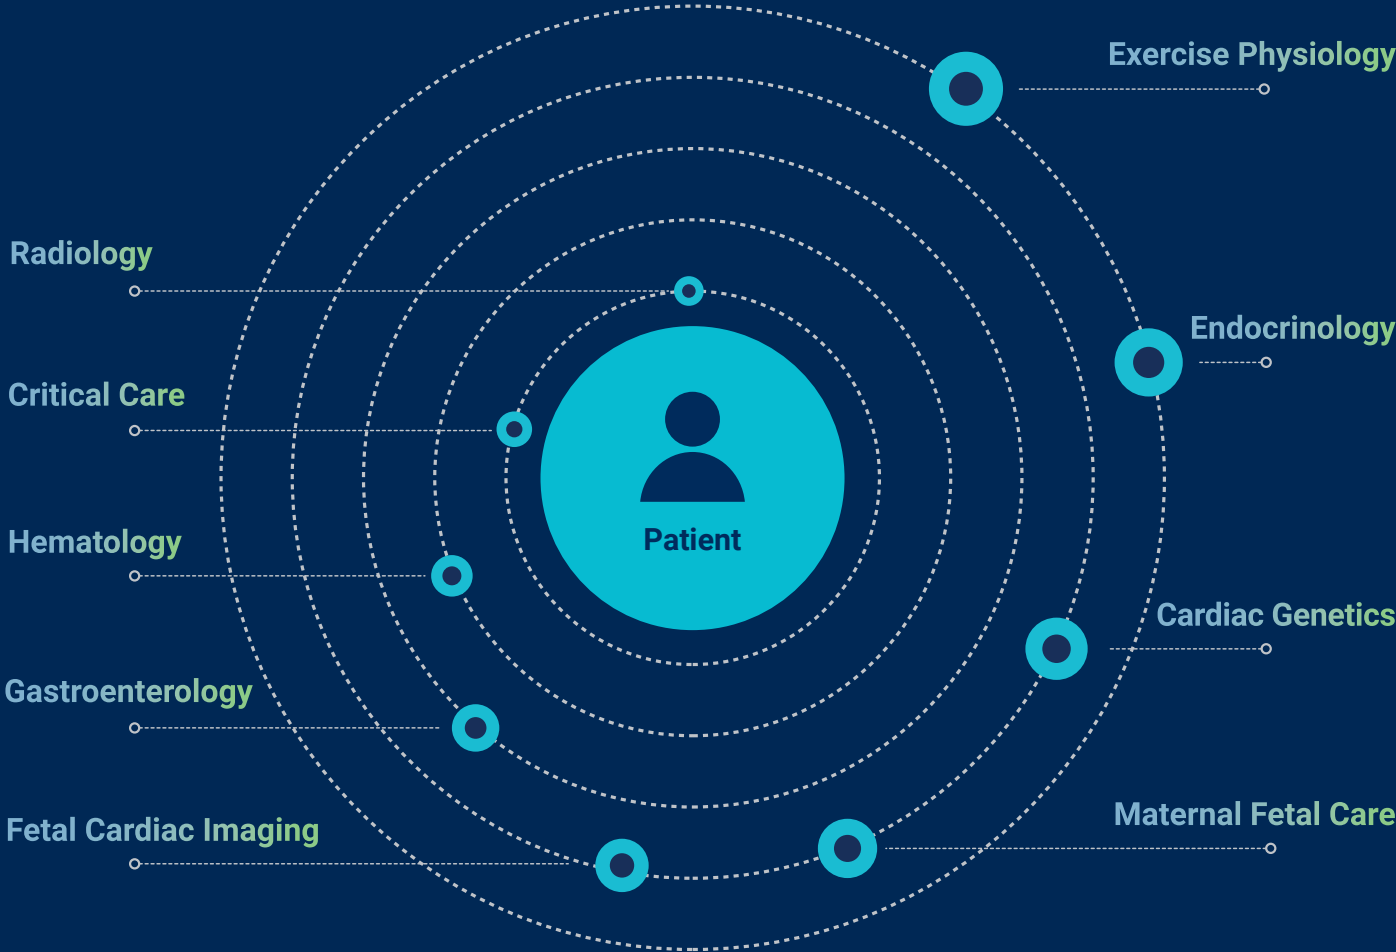 Exercise Physiology
Radiology
Endocrinology
Critical Care
Patient
Hematology
Cardiac Genetics
Gastroenterology
Maternal Fetal Care
Fetal Cardiac Imaging